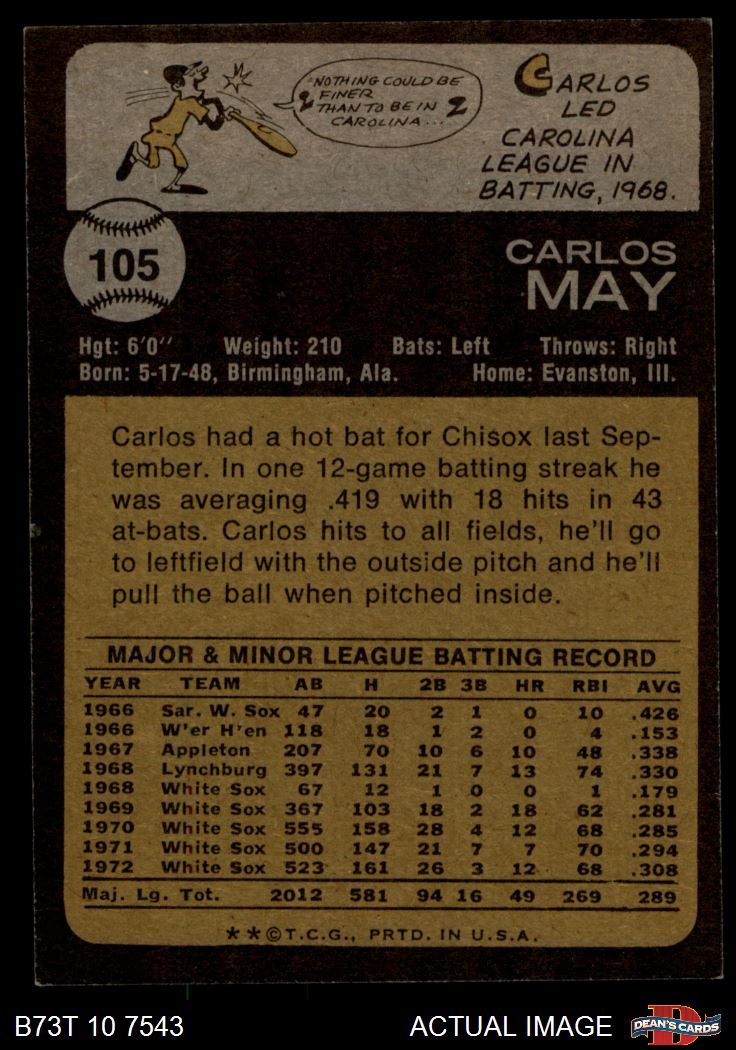 NOTHING COULD BE
FINER
THAN TO BE IN
CAROLINA...
CARLOS
LED
CAROLINA
LEAGUE IN
BATTING, 1968.
105
CARLOS
MAY
Hgt: 6'0" Weight: 210 Bats: Left Throws: Right
Born: 5-17-48, Birmingham, Ala. Home: Evanston, Ill.
Carlos had a hot bat for Chisox last Sep-
tember. In one 12-game batting streak he
was averaging .419 with 18 hits in 43
at-bats. Carlos hits to all fields, he'll go
to leftfield with the outside pitch and he'll
pull the ball when pitched inside.
MAJOR & MINOR LEAGUE BATTING RECORD
YEAR TEAM AB H 2B 3B HR RBI AVG
1966 Sar. W. Sox 47 20 2 1 0 10 .426
1966 W'er H'en 118 18 1 2 0 4 .153
1967 Appleton 207 70 10 6 10 48 .338
1968 Lynchburg 397 131 21 7 13 74 .330
1968 White Sox 67 12 1 0 0 1 .179
1969 White Sox 367 103 18 2 18 62 .281
1970 White Sox 555 158 28 4 12 68 .285
1971 White Sox 500 147 21 7 7 70 .294
1972 White Sox 523 161 26 3 12 68 .308
Maj. Lg. Tot. 2012 581 94 16 49 269 289
**©T.C.G., PRTD. IN U.S.A.
B73T 10 7543 ACTUAL IMAGE DEAN'S CARDS